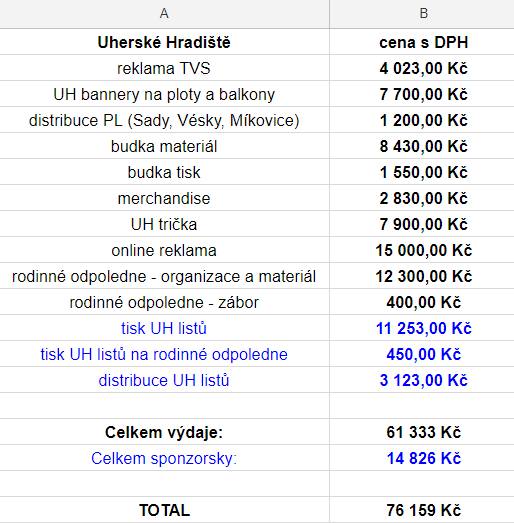 A B
Uherské Hradiště cena s DPH
reklama TVS 4 023,00 Kč
UH bannery na ploty a balkony 7 700,00 Kč
distribuce PL (Sady, Vésky, Míkovice) 1 200,00 Kč
budka materiál 8 430,00 Kč
budka tisk 1 550,00 Kč
merchandise 2 830,00 Kč
UH trička 7 900,00 Kč
online reklama 15 000,00 Kč
rodinné odpoledne - organizace a materiál 12 300,00 Kč
rodinné odpoledne - zábor 400,00 Kč
tisk UH listů 11 253,00 Kč
tisk UH listů na rodinné odpoledne 450,00 Kč
distribuce UH listů 3 123,00 Kč
Celkem výdaje: 61 333 Kč
Celkem sponzorsky: 14 826 Kč
TOTAL 76 159 Kč